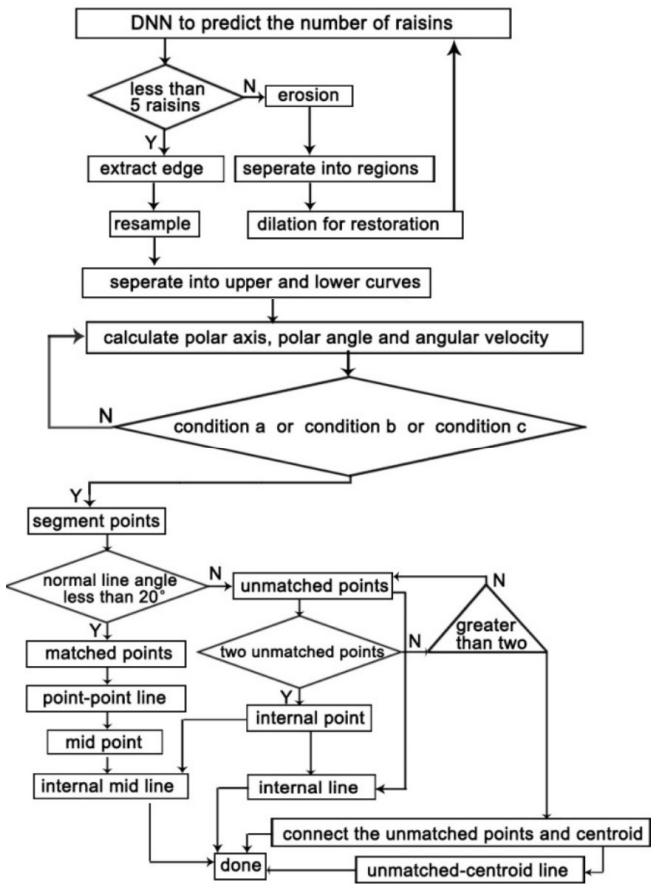 DNN to predict the number of raisins
less than
5 raisins
N
erosion
Y
extract edge
seperate into regions
resample
dilation for restoration
seperate into upper and lower curves
calculate polar axis, polar angle and angular velocity
N
condition a or condition b or condition c
Y
segment points
normal line angle
less than 20°
N
unmatched points
N
greater
than two
Y
matched points
two unmatched points
N
point-point line
Y
internal point
mid point
internal mid line
internal line
connect the unmatched points and centroid
done
unmatched-centroid line